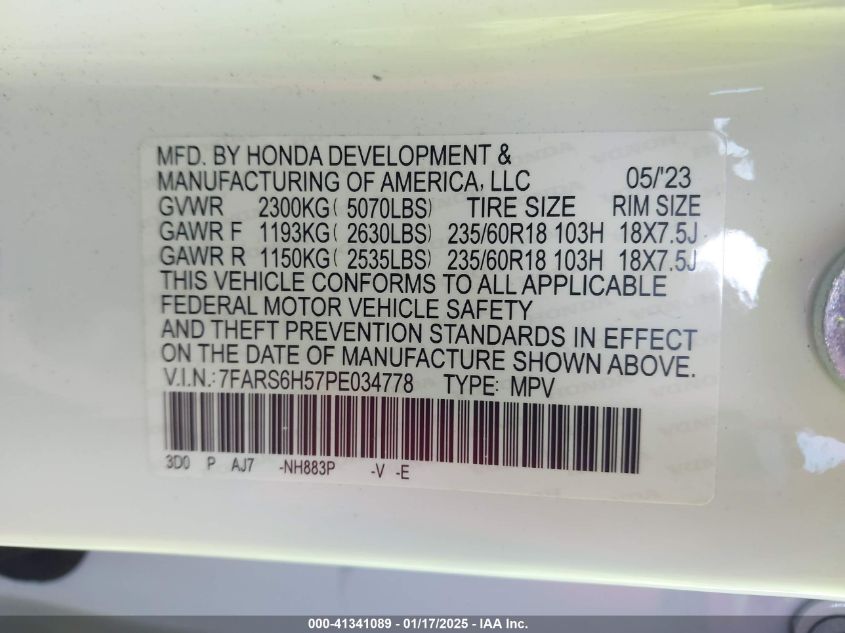 MFD. BY HONDA DEVELOPMENT &
MANUFACTURING OF AMERICA, LLC 05/'23
GVWR 2300KG( 5070LBS) TIRE SIZE RIM SIZE
GAWR F 1193KG( 2630LBS) 235/60R18 103H 18X7.5J
GAWR R 1150KG( 2535LBS) 235/60R18 103H 18X7.5J
THIS VEHICLE CONFORMS TO ALL APPLICABLE
FEDERAL MOTOR VEHICLE SAFETY
AND THEFT PREVENTION STANDARDS IN EFFECT
ON THE DATE OF MANUFACTURE SHOWN ABOVE.
V.I.N.: 7FARS6H57PE034778 TYPE: MPV
3D0 P AJ7 -NH883P -V -E
000-41341089 — 01/17/2025 — IAA Inc.